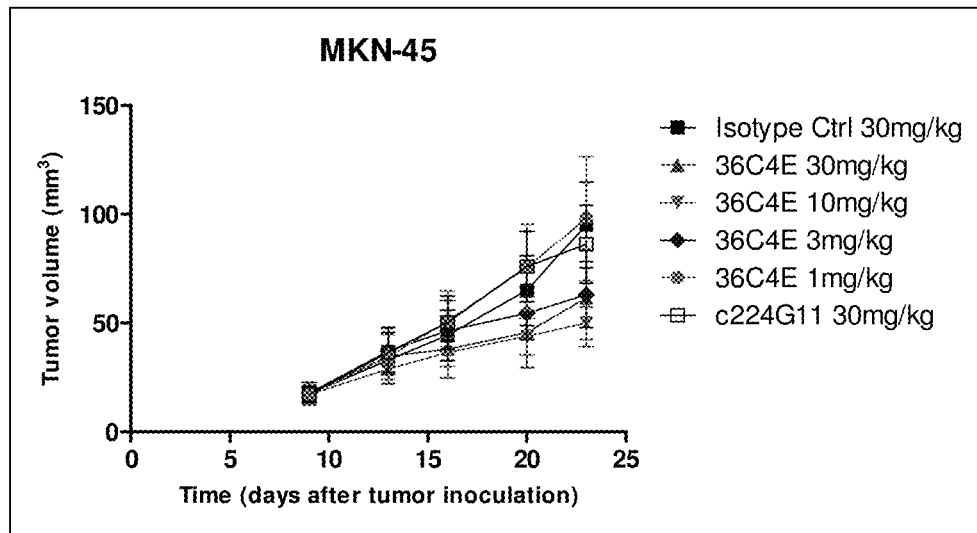 MKN-45
150
100
50
0
Tumor volume (mm³)
0 5 10 15 20 25
Time (days after tumor inoculation)
Isotype Ctrl 30mg/kg
36C4E 30mg/kg
36C4E 10mg/kg
36C4E 3mg/kg
36C4E 1mg/kg
c224G11 30mg/kg